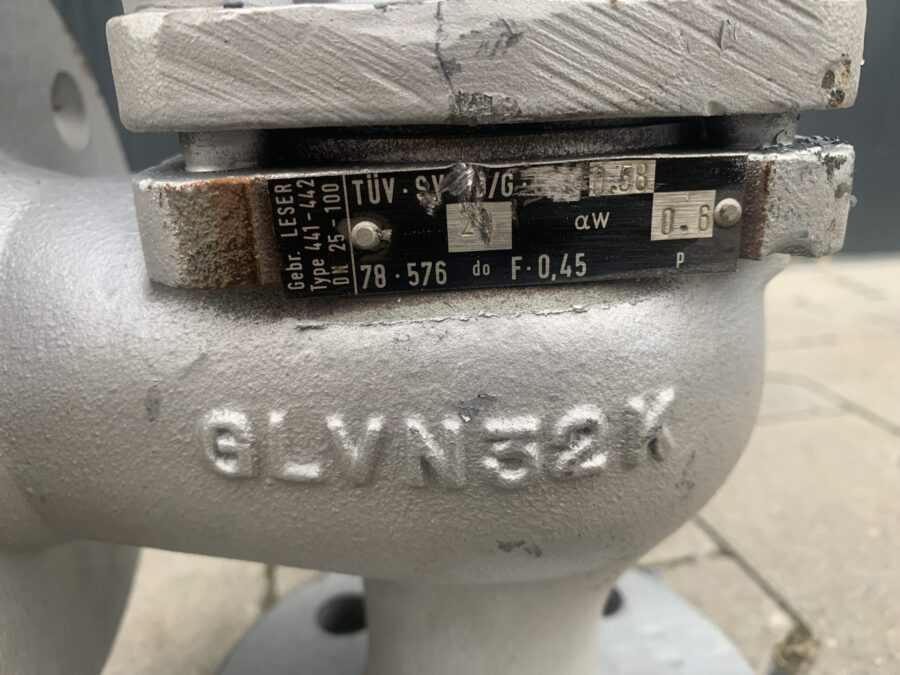 Gebr. LESER
Type 441-442
DN 25-100
TÜV · /G · 0.58
αw 0.6
78·576 do F·0,45 P
GLVN32K